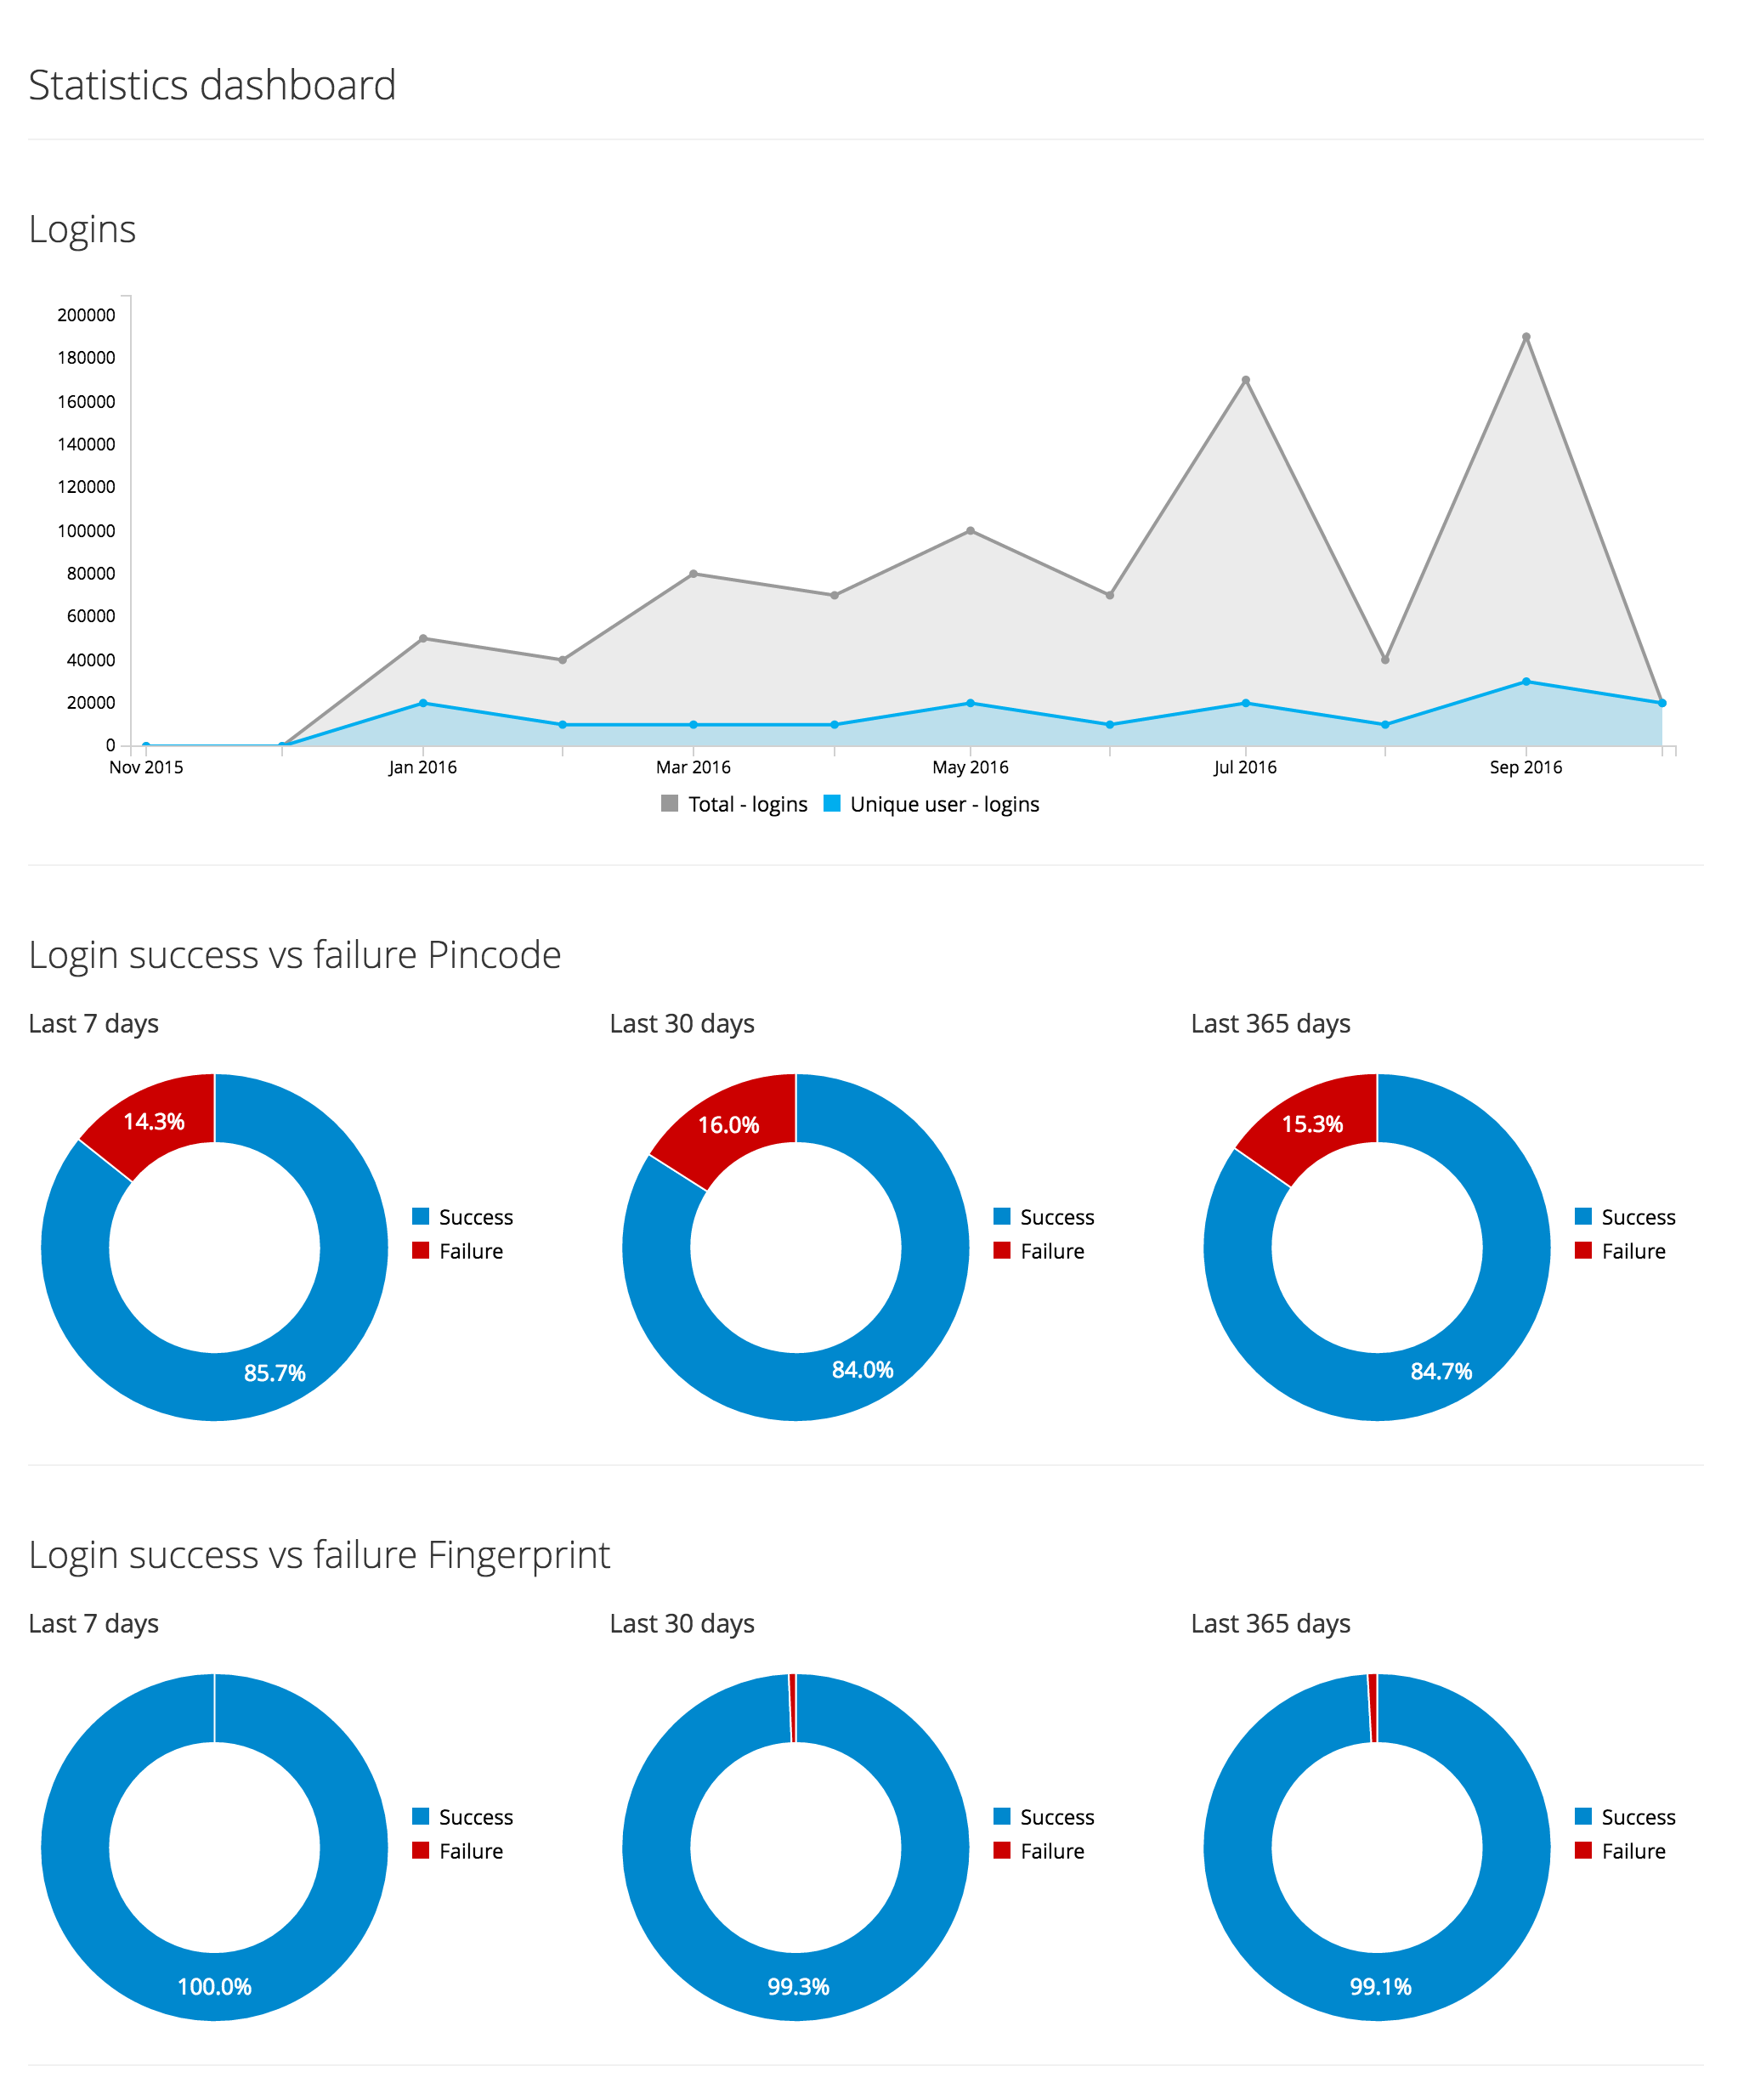 Statistics dashboard
Logins
200000
180000
160000
140000
120000
100000
80000
60000
40000
20000
0
Nov 2015 Jan 2016 Mar 2016 May 2016 Jul 2016 Sep 2016
Total - logins Unique user - logins
Login success vs failure Pincode
Last 7 days Last 30 days Last 365 days
14.3% 16.0% 15.3%
Success Success Success
Failure Failure Failure
85.7% 84.0% 84.7%
Login success vs failure Fingerprint
Last 7 days Last 30 days Last 365 days
Success Success Success
Failure Failure Failure
100.0% 99.3% 99.1%